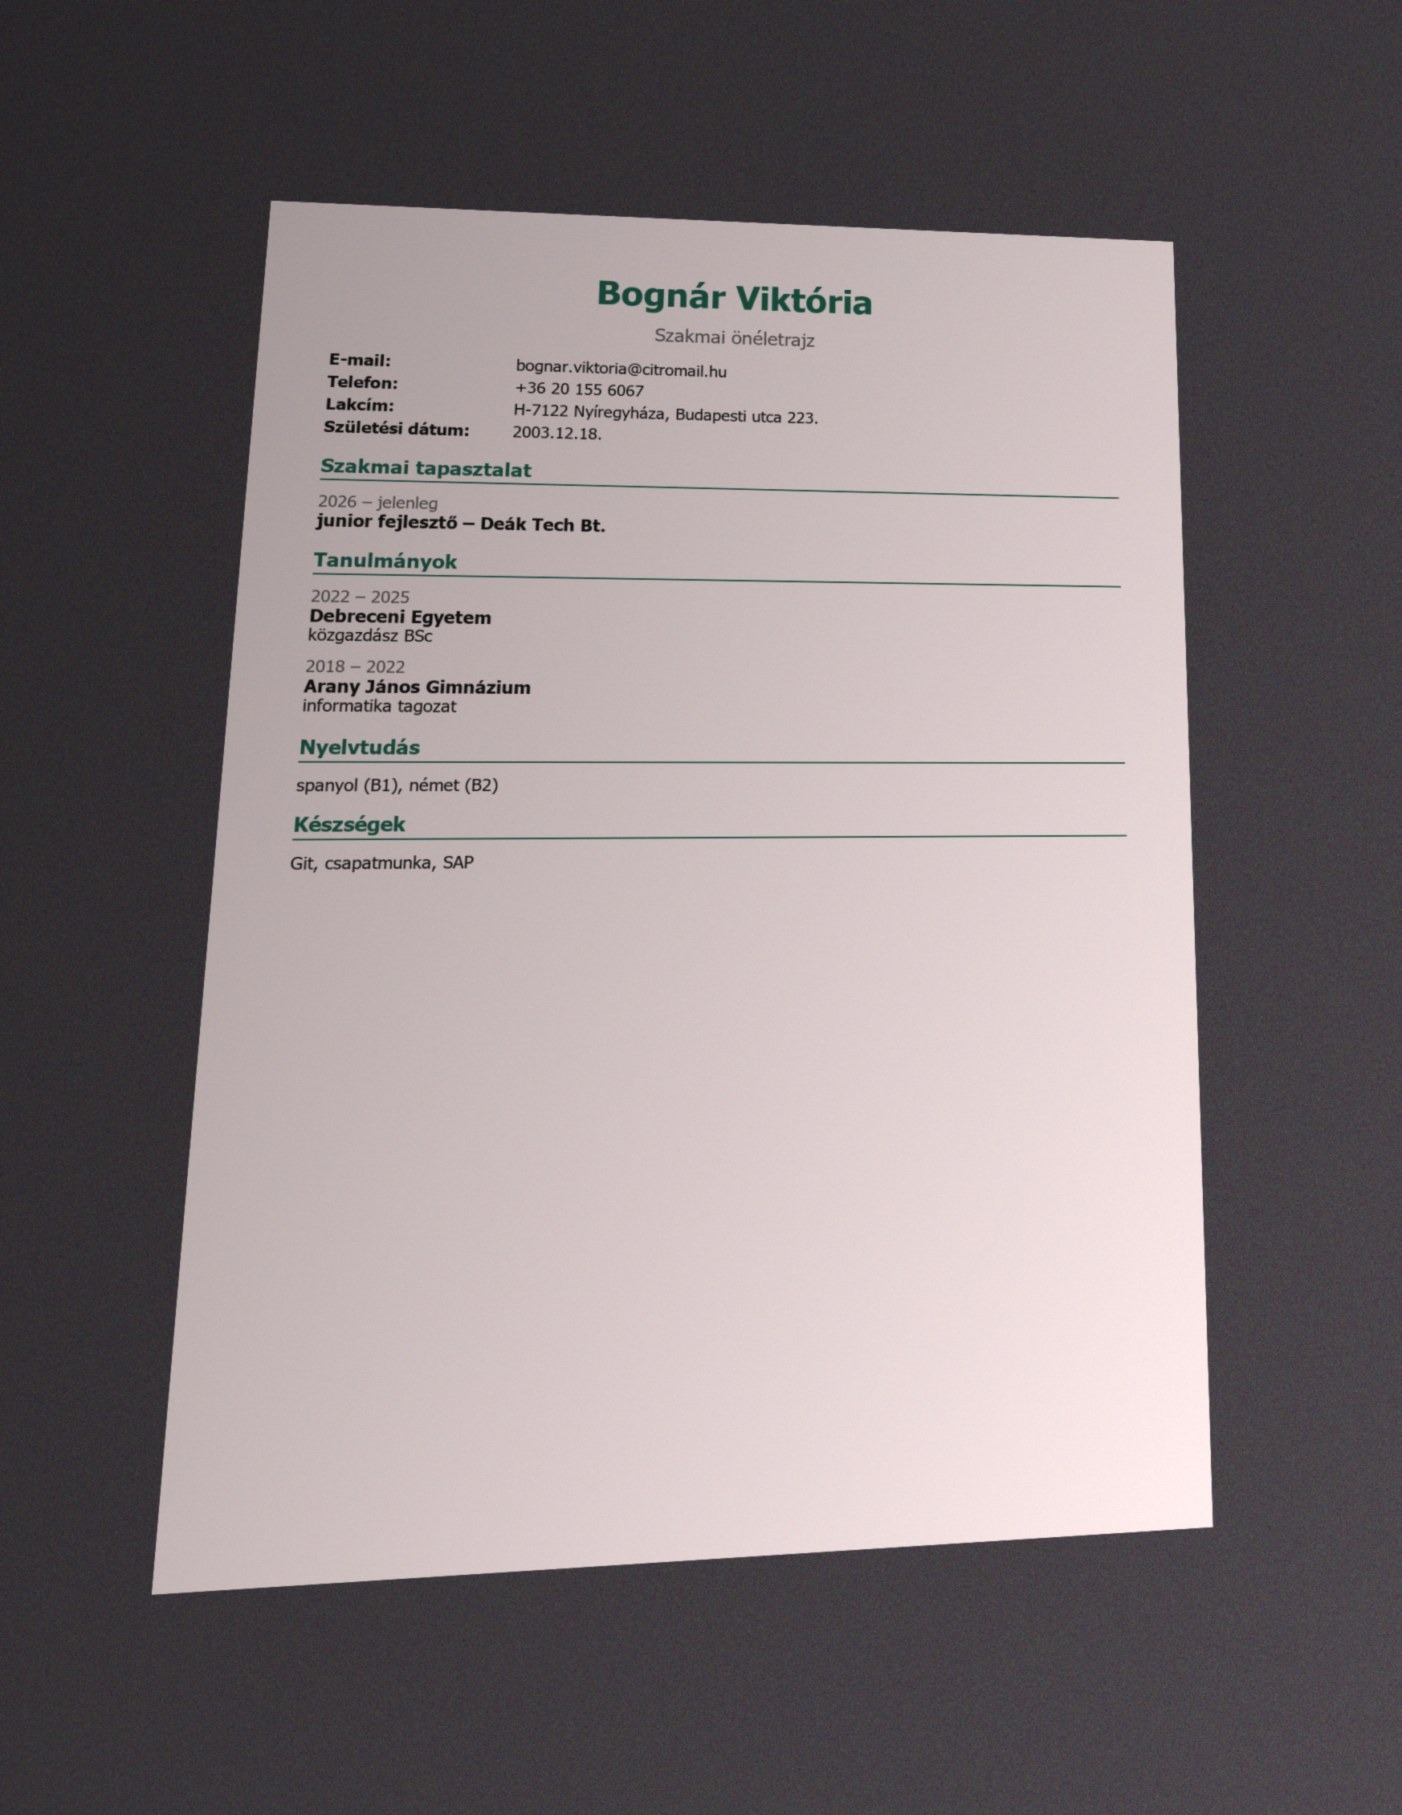 Bognár Viktória
Szakmai önéletrajz
E-mail: bognar.viktoria@citromail.hu
Telefon: +36 20 155 6067
Lakcím: H-7122 Nyíregyháza, Budapesti utca 223.
Születési dátum: 2003.12.18.
Szakmai tapasztalat
2026 – jelenleg
junior fejlesztő – Deák Tech Bt.
Tanulmányok
2022 – 2025
Debreceni Egyetem
közgazdász BSc
2018 – 2022
Arany János Gimnázium
informatika tagozat
Nyelvtudás
spanyol (B1), német (B2)
Készségek
Git, csapatmunka, SAP